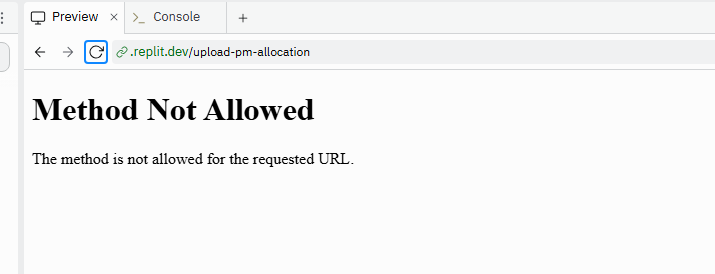 Preview × >_ Console +
.replit.dev/upload-pm-allocation
Method Not Allowed
The method is not allowed for the requested URL.